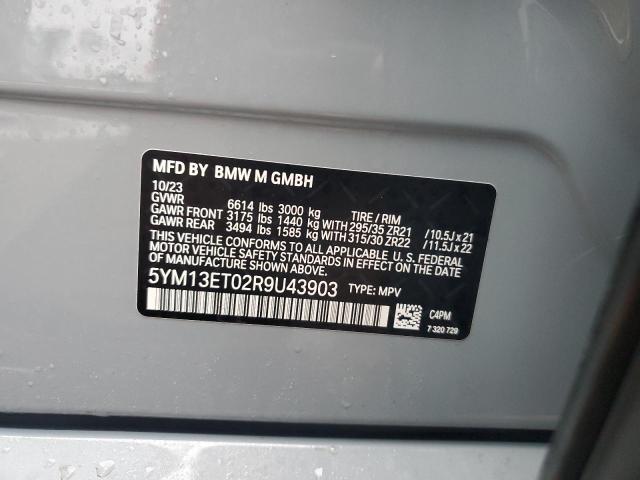 MFD BY BMW M GMBH
10/23
GVWR 6614 lbs 3000 kg TIRE / RIM
GAWR FRONT 3175 lbs 1440 kg WITH 295/35 ZR21 /10.5J x 21
GAWR REAR 3494 lbs 1585 kg WITH 315/30 ZR22 /11.5J x 22
THIS VEHICLE CONFORMS TO ALL APPLICABLE U. S. FEDERAL
MOTOR VEHICLE SAFETY STANDARDS IN EFFECT ON THE DATE
OF MANUFACTURE SHOWN ABOVE.
5YM13ET02R9U43903 TYPE: MPV
C4PM
7 320 729